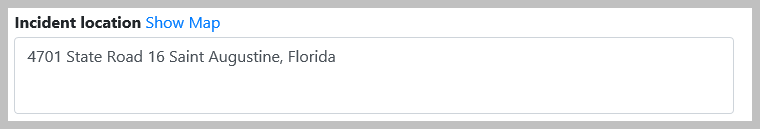 Incident location Show Map
4701 State Road 16 Saint Augustine, Florida